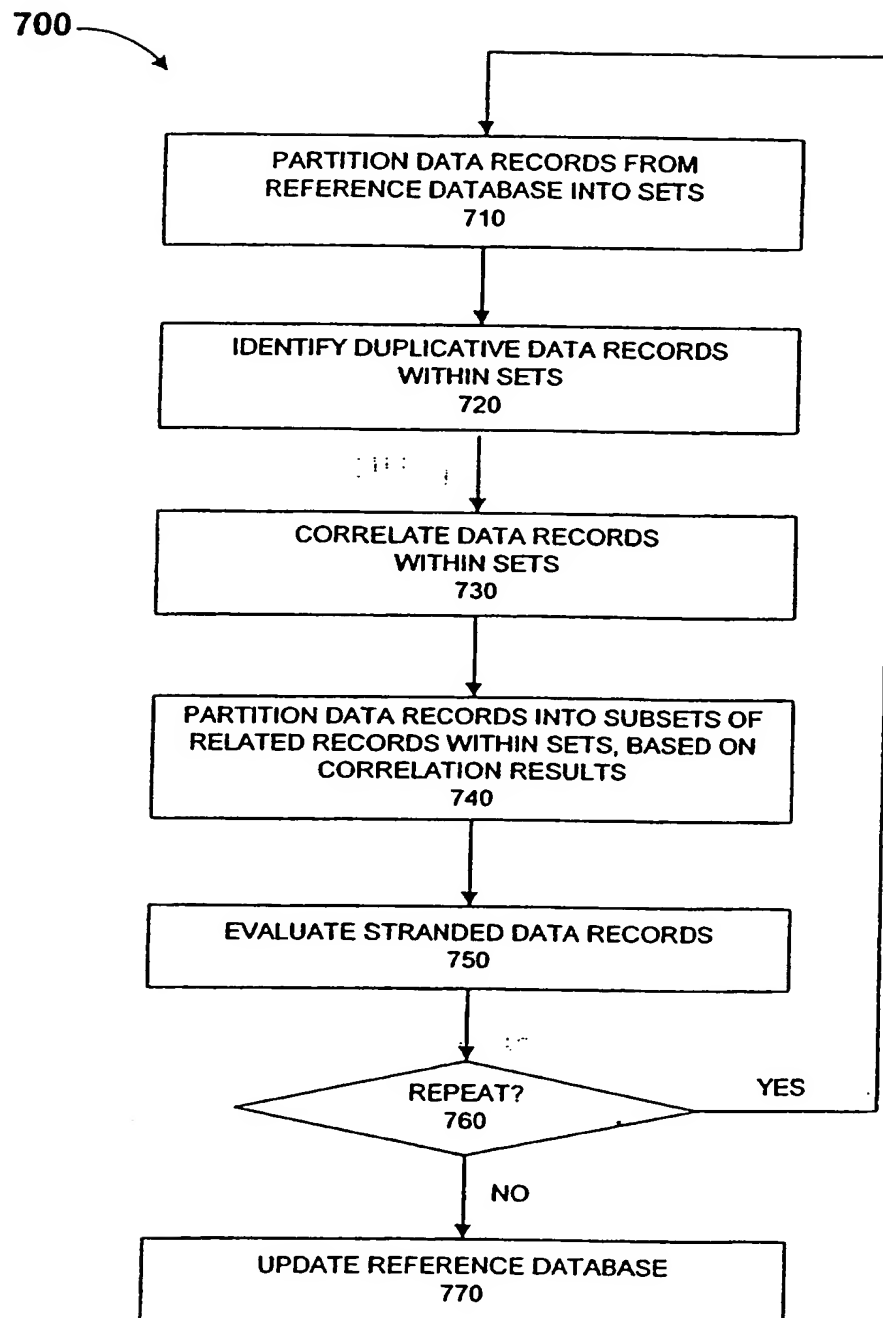 700
PARTITION DATA RECORDS FROM
REFERENCE DATABASE INTO SETS
710
IDENTIFY DUPLICATIVE DATA RECORDS
WITHIN SETS
720
CORRELATE DATA RECORDS
WITHIN SETS
730
PARTITION DATA RECORDS INTO SUBSETS OF
RELATED RECORDS WITHIN SETS, BASED ON
CORRELATION RESULTS
740
EVALUATE STRANDED DATA RECORDS
750
REPEAT?
760
YES
NO
UPDATE REFERENCE DATABASE
770